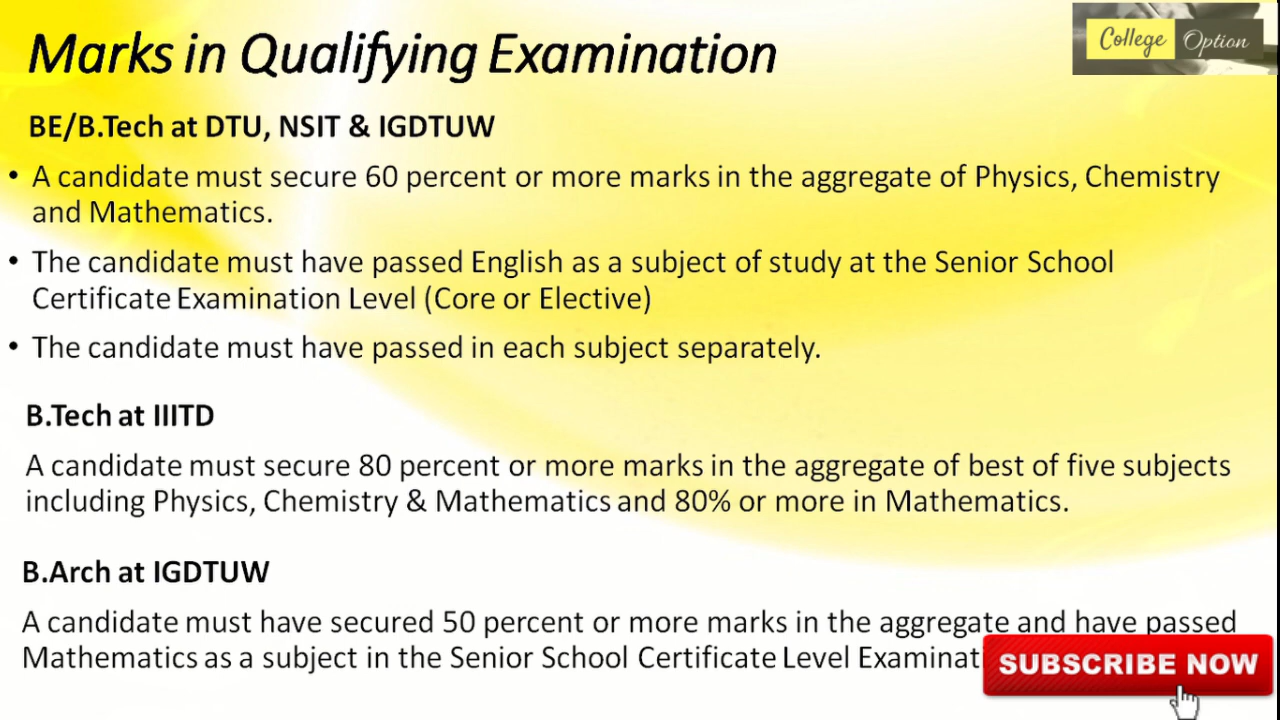 Marks in Qualifying Examination
College Option
BE/B.Tech at DTU, NSIT & IGDTUW
• A candidate must secure 60 percent or more marks in the aggregate of Physics, Chemistry
and Mathematics.
• The candidate must have passed English as a subject of study at the Senior School
Certificate Examination Level (Core or Elective)
• The candidate must have passed in each subject separately.
B.Tech at IIITD
A candidate must secure 80 percent or more marks in the aggregate of best of five subjects
including Physics, Chemistry & Mathematics and 80% or more in Mathematics.
B.Arch at IGDTUW
A candidate must have secured 50 percent or more marks in the aggregate and have passed
Mathematics as a subject in the Senior School Certificate Level Examinat
SUBSCRIBE NOW